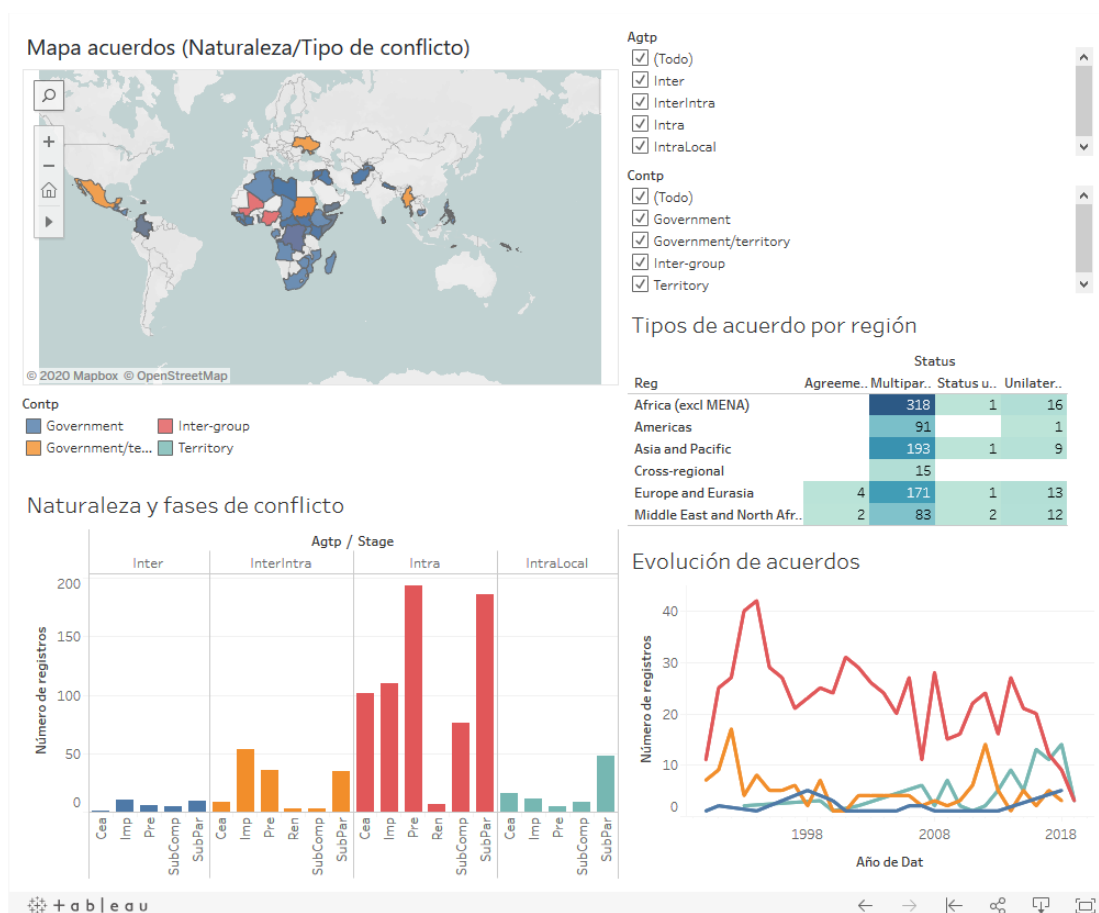 Mapa acuerdos (Naturaleza/Tipo de conflicto)
© 2020 Mapbox © OpenStreetMap
Contp
Government
Inter-group
Government/te...
Territory
Agtp
(Todo)
Inter
InterIntra
Intra
IntraLocal
Contp
(Todo)
Government
Government/territory
Inter-group
Territory
Tipos de acuerdo por región
Status
Reg Agreeme.. Multipar.. Status u.. Unilater..
Africa (excl MENA) 318 1 16
Americas 91 1
Asia and Pacific 193 1 9
Cross-regional 15
Europe and Eurasia 4 171 1 13
Middle East and North Afr.. 2 83 2 12
Naturaleza y fases de conflicto
Agtp / Stage
Inter InterIntra Intra IntraLocal
Número de registros
200
150
100
50
0
Cea Imp Pre SubComp SubPar Cea Imp Pre Ren SubComp SubPar Cea Imp Pre Ren SubComp SubPar Cea Imp Pre SubComp SubPar
Evolución de acuerdos
Número de registros
40
30
20
10
0
1998 2008 2018
Año de Dat
+ a b l e a u